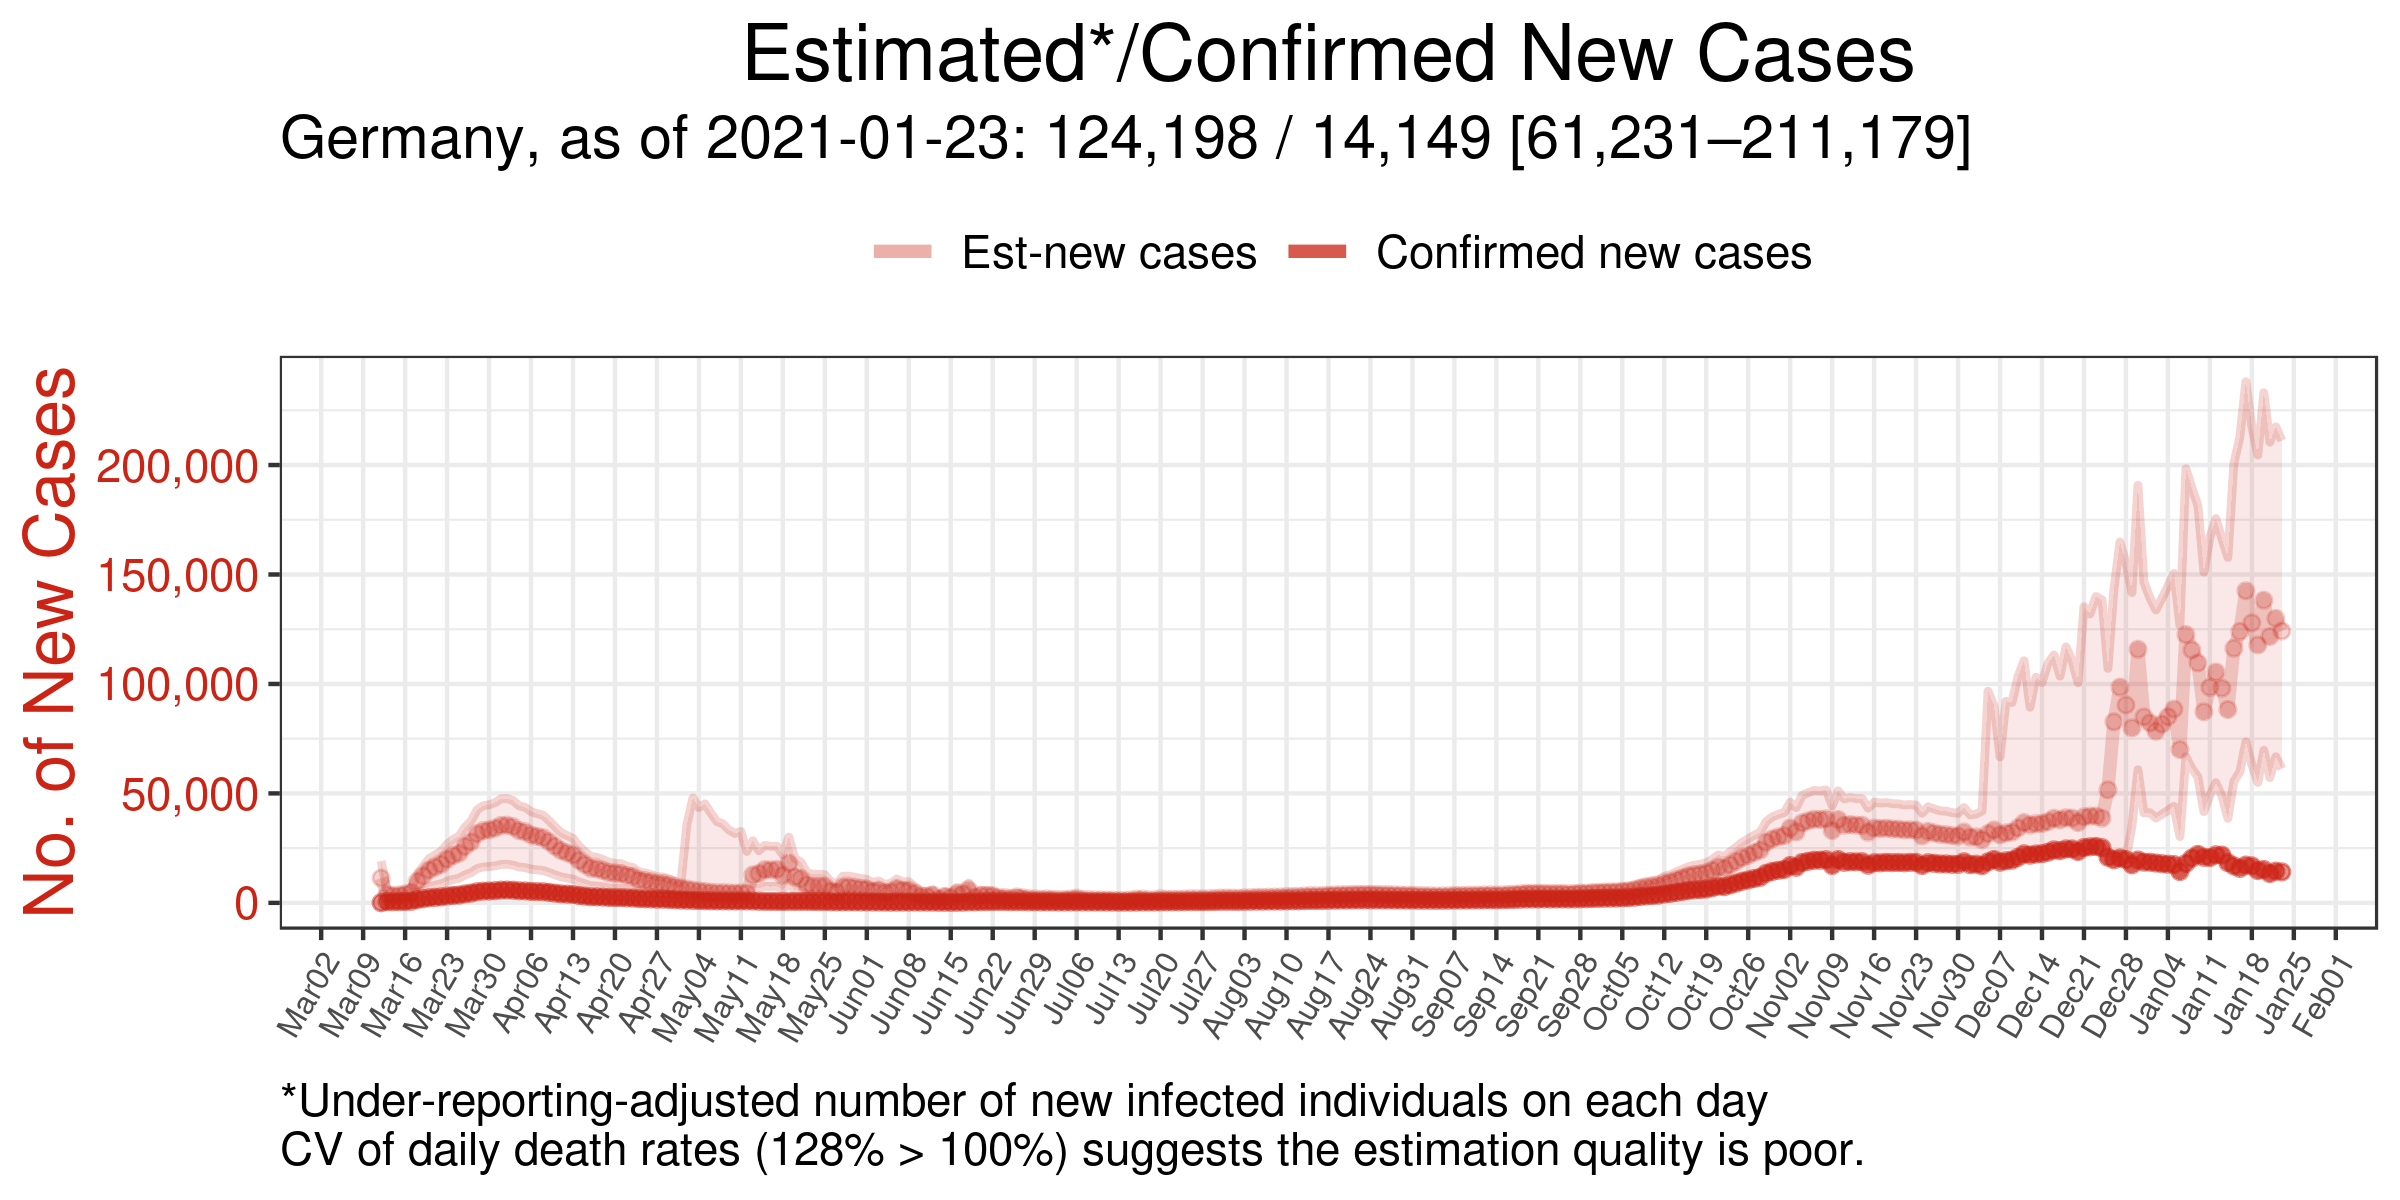 Estimated*/Confirmed New Cases
Germany, as of 2021-01-23: 124,198 / 14,149 [61,231–211,179]
Est-new cases
Confirmed new cases
No. of New Cases
200,000
150,000
100,000
50,000
0
Mar02
Mar09
Mar16
Mar23
Mar30
Apr06
Apr13
Apr20
Apr27
May04
May11
May18
May25
Jun01
Jun08
Jun15
Jun22
Jun29
Jul06
Jul13
Jul20
Jul27
Aug03
Aug10
Aug17
Aug24
Aug31
Sep07
Sep14
Sep21
Sep28
Oct05
Oct12
Oct19
Oct26
Nov02
Nov09
Nov16
Nov23
Nov30
Dec07
Dec14
Dec21
Dec28
Jan04
Jan11
Jan18
Jan25
Feb01
*Under-reporting-adjusted number of new infected individuals on each day
CV of daily death rates (128% > 100%) suggests the estimation quality is poor.